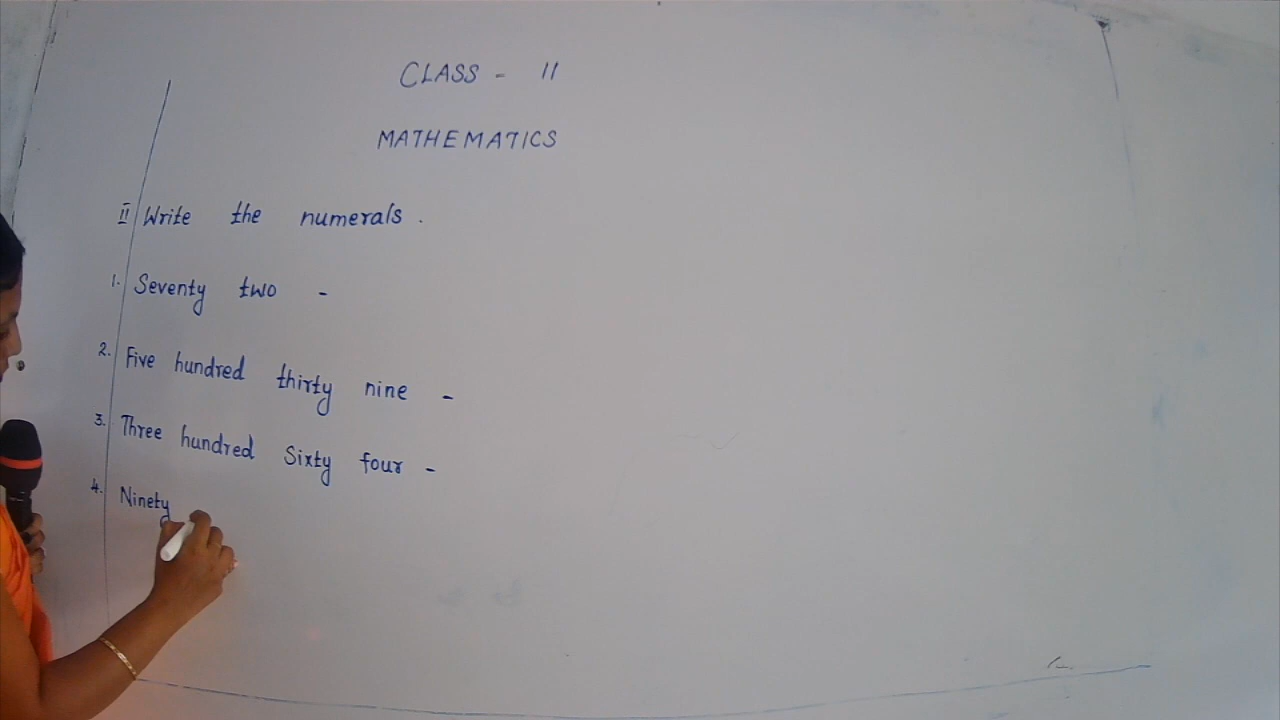 CLASS - II
MATHEMATICS
II Write the numerals.
1. Seventy two -
2. Five hundred thirty nine -
3. Three hundred Sixty four -
4. Ninety